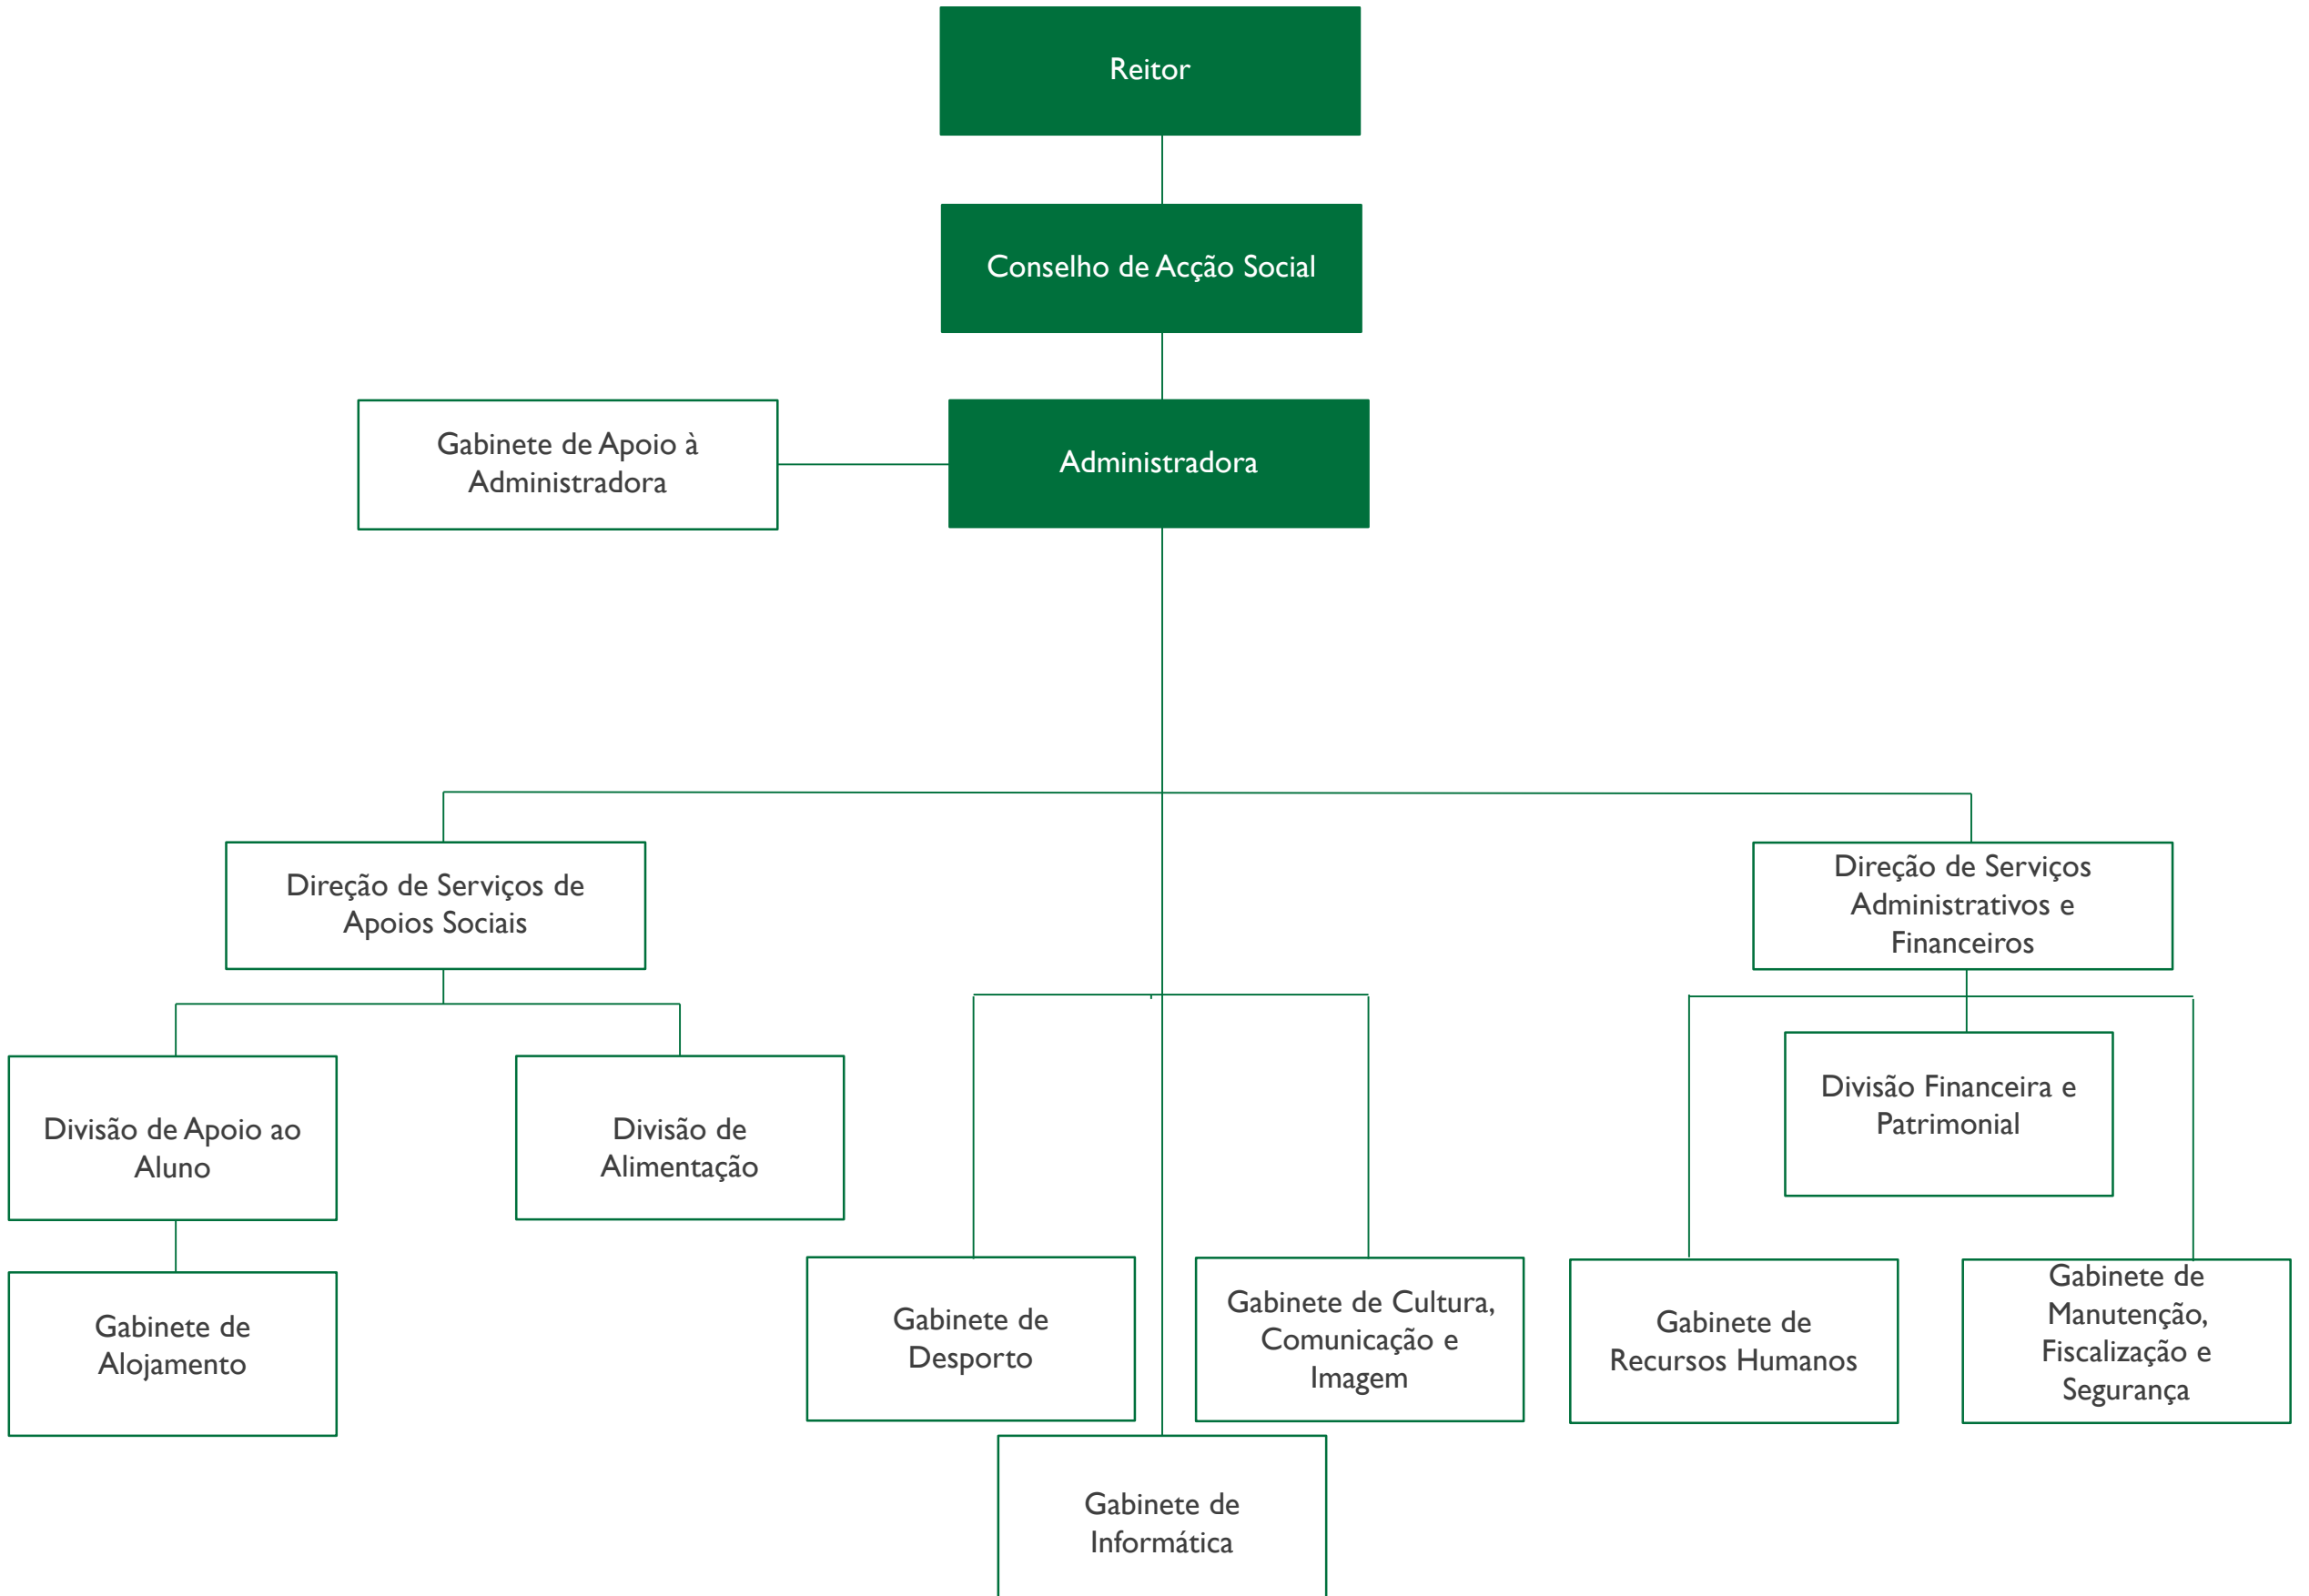 Reitor
Conselho de Acção Social
Gabinete de Apoio à
Administradora
Administradora
Direção de Serviços de
Apoios Sociais
Direção de Serviços
Administrativos e
Financeiros
Divisão de Apoio ao
Aluno
Divisão de
Alimentação
Divisão Financeira e
Patrimonial
Gabinete de
Alojamento
Gabinete de
Desporto
Gabinete de Cultura,
Comunicação e
Imagem
Gabinete de
Recursos Humanos
Gabinete de
Manutenção,
Fiscalização e
Segurança
Gabinete de
Informática